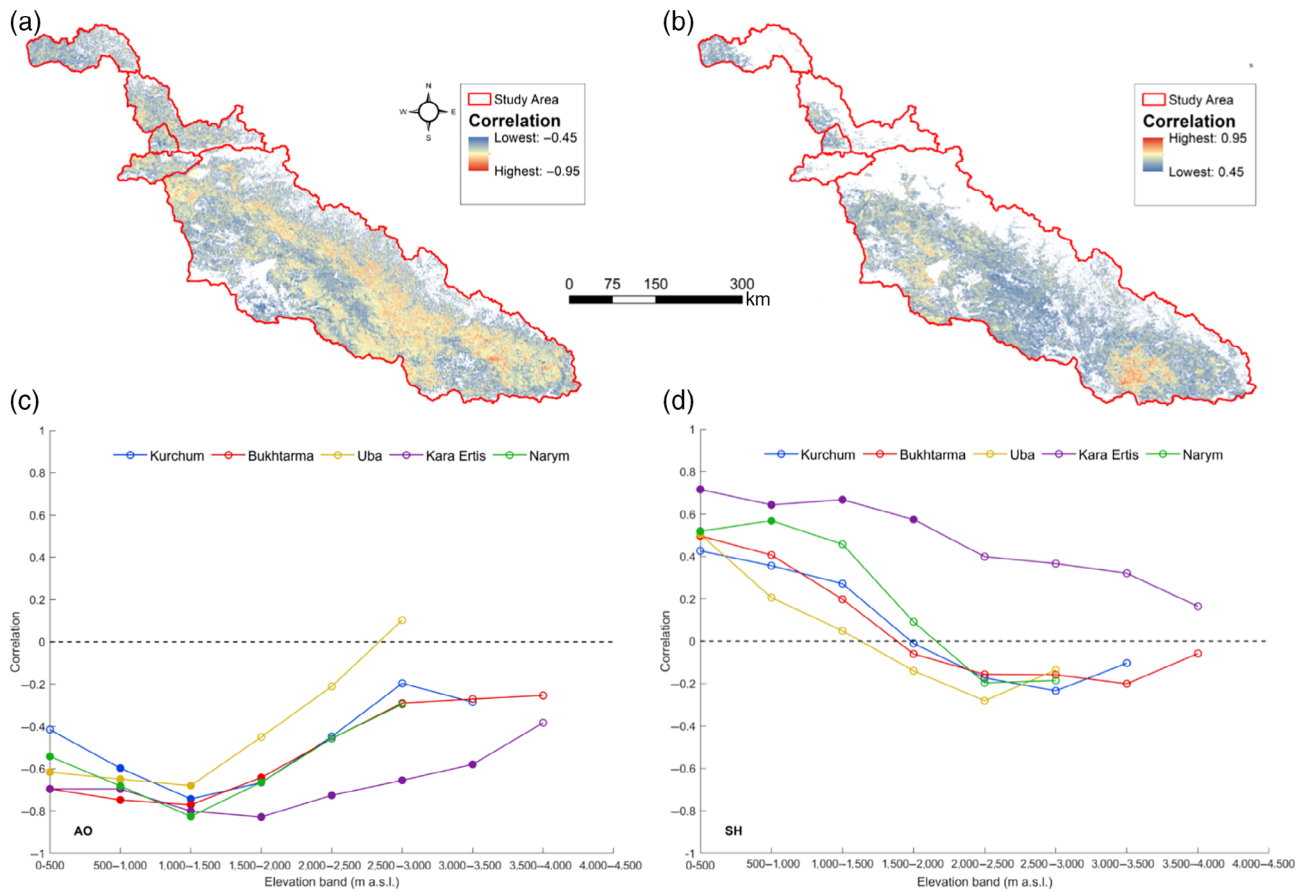 (a)
N
W
E
S
Study Area
Correlation
Lowest: –0.45
Highest: –0.95
(b)
Study Area
Correlation
Highest: 0.95
Lowest: 0.45
0 75 150 300
km
(c)
Kurchum Bukhtarma Uba Kara Ertis Narym
Correlation
1
0.8
0.6
0.4
0.2
0
–0.2
–0.4
–0.6
–0.8
–1
AO
0-500 500–1.000 1.000–1.500 1.500–2.000 2.000–2.500 2.500–3.000 3.000–3.500 3.500–4.000 4.000–4.500
Elevation band (m a.s.l.)
(d)
Kurchum Bukhtarma Uba Kara Ertis Narym
Correlation
1
0.8
0.6
0.4
0.2
0
–0.2
–0.4
–0.6
–0.8
-1
SH
0-500 500–1.000 1.000–1.500 1500–2.000 2.000–2.500 2.500–3.000 3.000–3.500 3.500–4.000 4.000–4.500
Elevation band (m a.s.l.)